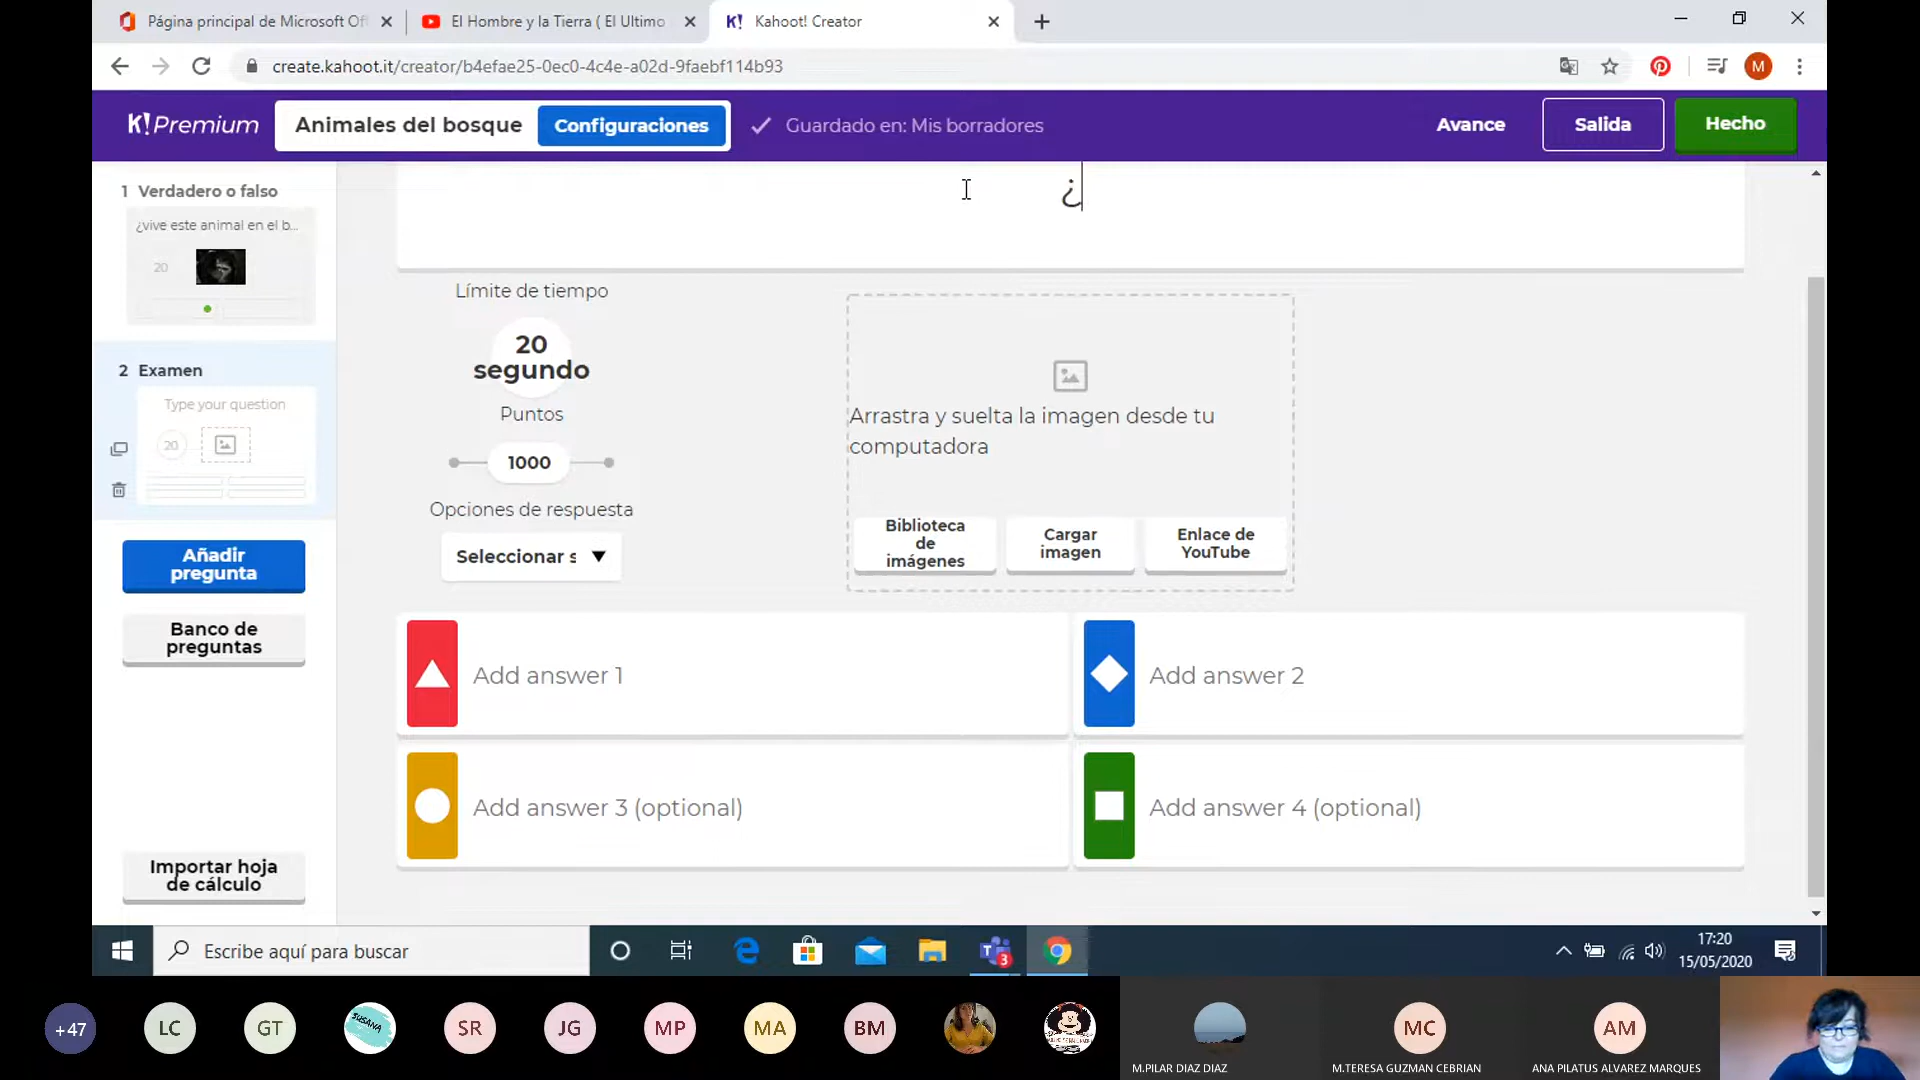 Página principal de Microsoft Of
El Hombre y la Tierra ( El Ultimo
K! Kahoot! Creator
create.kahoot.it/creator/b4efae25-0ec0-4c4e-a02d-9faebf114b93
M
K!Premium
Animales del bosque
Configuraciones
Guardado en: Mis borradores
Avance
Salida
Hecho
1 Verdadero o falso
¿vive este animal en el b...
20
2 Examen
Type your question
20
Añadir
pregunta
Banco de
preguntas
Importar hoja
de cálculo
¿
Límite de tiempo
20
segundo
Puntos
1000
Opciones de respuesta
Seleccionar s
Arrastra y suelta la imagen desde tu
computadora
Biblioteca
de
imágenes
Cargar
imagen
Enlace de
YouTube
Add answer 1
Add answer 2
Add answer 3 (optional)
Add answer 4 (optional)
Escribe aquí para buscar
3
17:20
15/05/2020
+47
LC
GT
SUSANA
SR
JG
MP
MA
BM
M.PILAR DIAZ DIAZ
MC
M.TERESA GUZMAN CEBRIAN
AM
ANA PILATUS ALVAREZ MARQUES